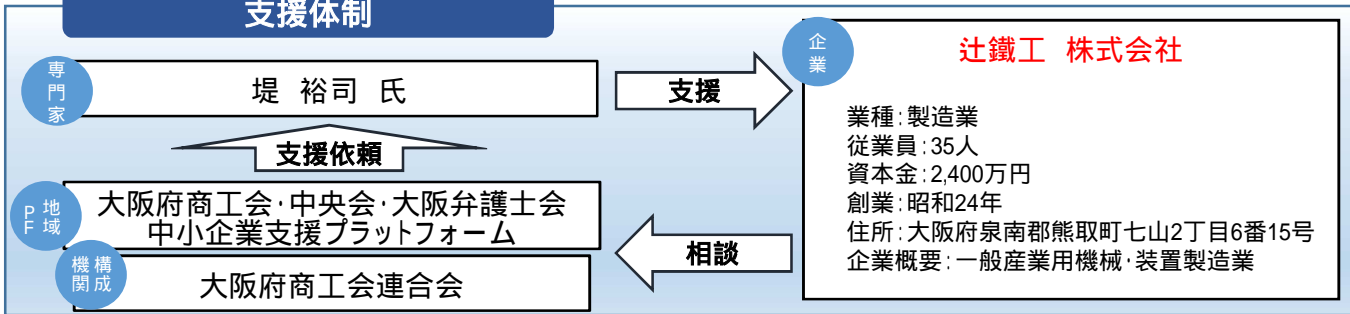 支援体制
専門家
堤 裕司 氏
支援
支援依頼
地域PF
大阪府商工会･中央会･大阪弁護士会
中小企業支援プラットフォーム
構成機関
大阪府商工会連合会
相談
企業
辻鐵工 株式会社
業種:製造業
従業員:35人
資本金:2,400万円
創業:昭和24年
住所:大阪府泉南郡熊取町七山2丁目6番15号
企業概要:一般産業用機械･装置製造業